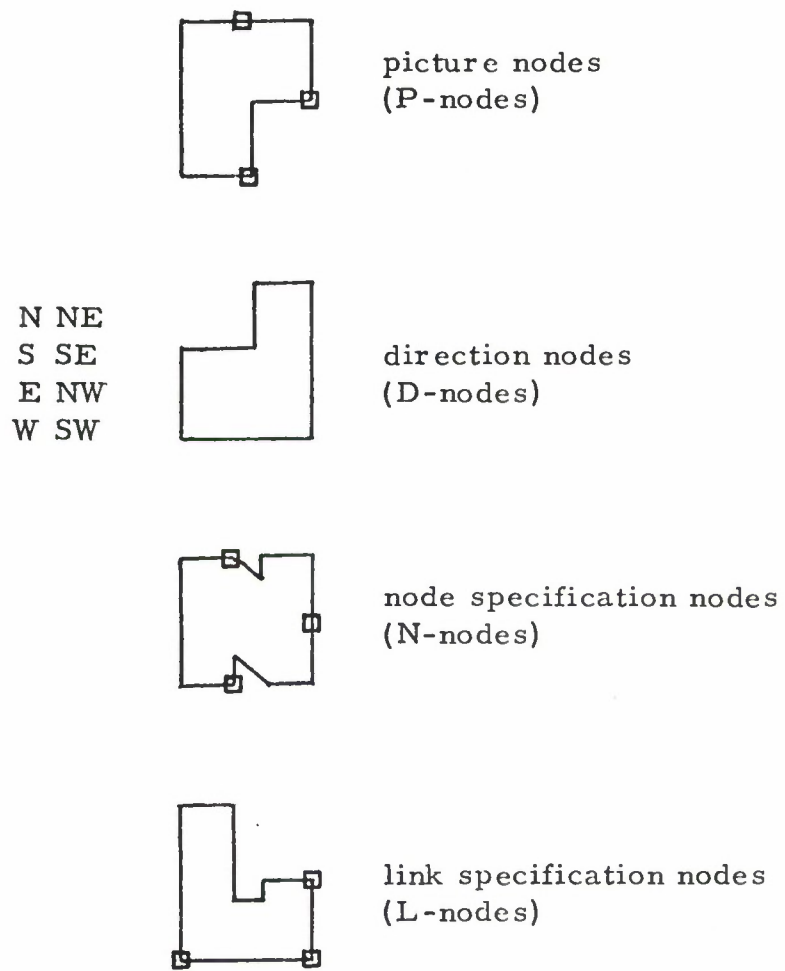 picture nodes
(P-nodes)
N NE
S SE
E NW
W SW
direction nodes
(D-nodes)
node specification nodes
(N-nodes)
link specification nodes
(L-nodes)